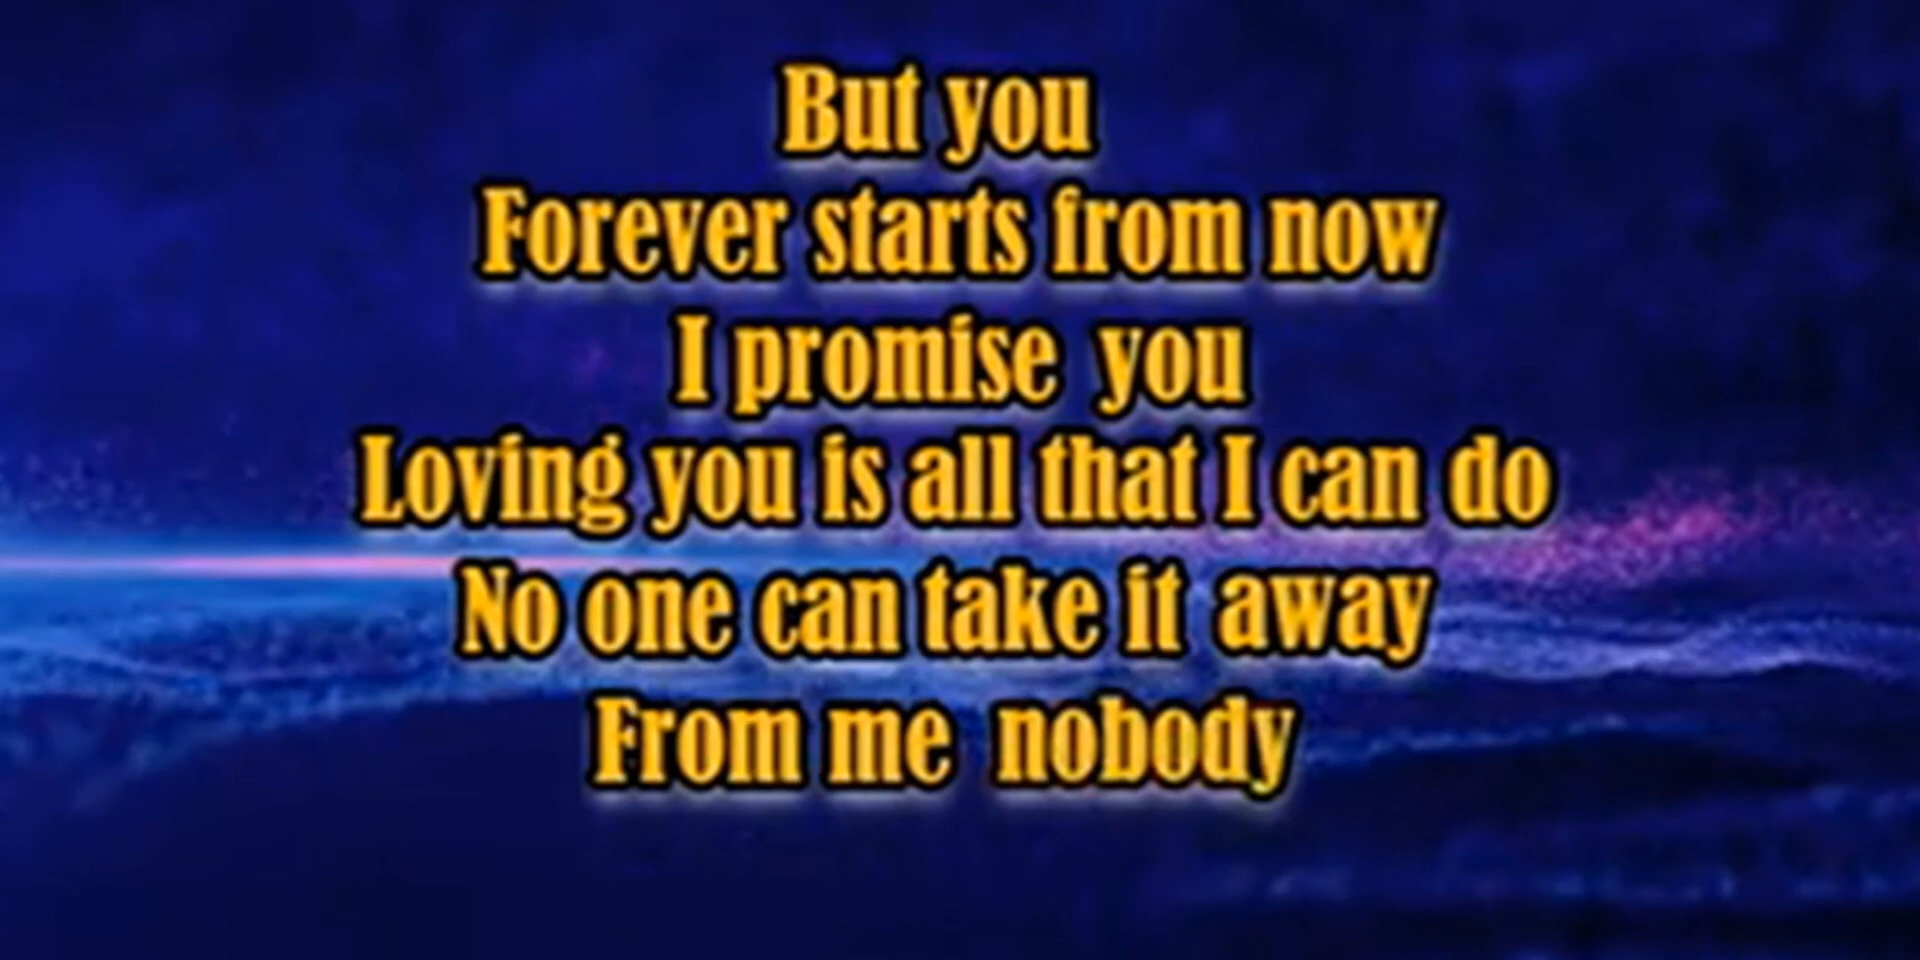 But you
Forever starts from now
I promise you
Loving you is all that I can do
No one can take it away
From me nobody